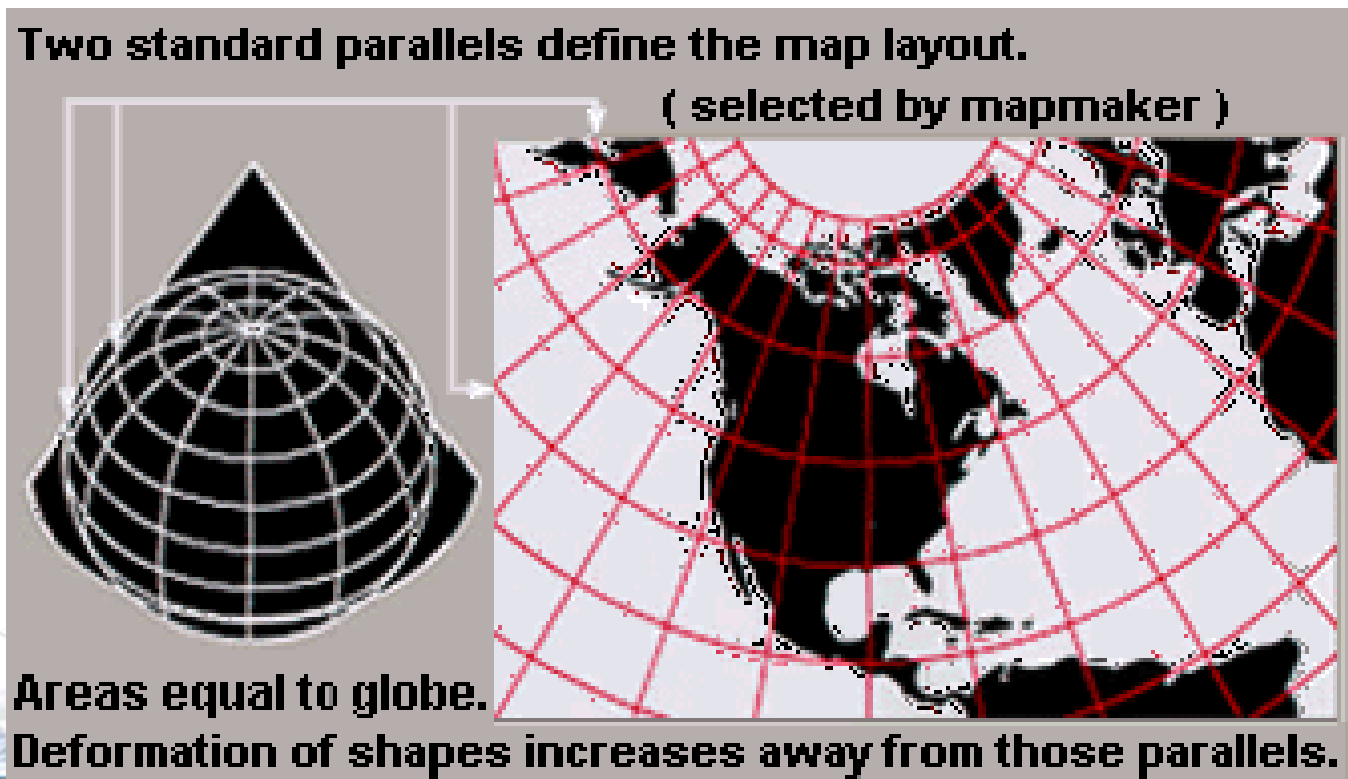 Two standard parallels define the map layout.
( selected by mapmaker )
Areas equal to globe.
Deformation of shapes increases away from those parallels.